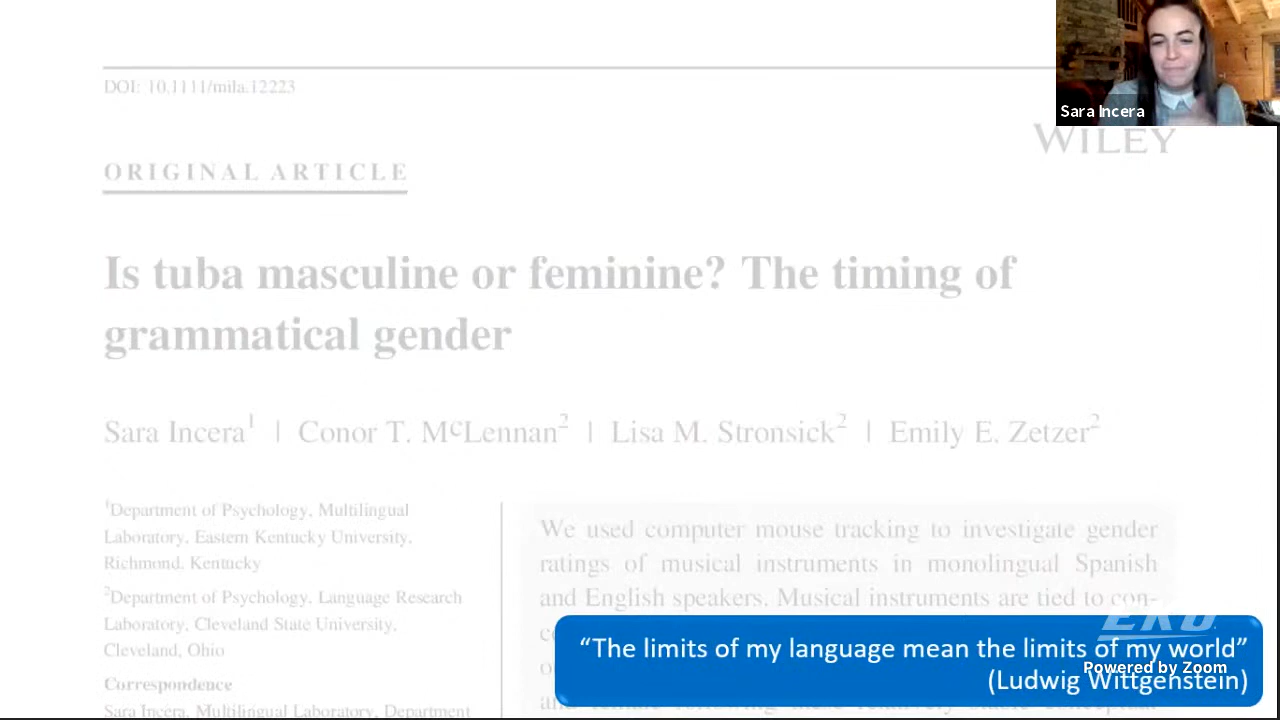 DOI: 10.1111/mila.12223
Sara Incera
WILEY
ORIGINAL ARTICLE
Is tuba masculine or feminine? The timing of
grammatical gender
Sara Incera1 | Conor T. McLennan2 | Lisa M. Stronsick2 | Emily E. Zetzer2
1Department of Psychology, Multilingual
Laboratory, Eastern Kentucky University,
Richmond, Kentucky
2Department of Psychology, Language Research
Laboratory, Cleveland State University,
Cleveland, Ohio
Correspondence
Sara Incera, Multilingual Laboratory, Department
We used computer mouse tracking to investigate gender
ratings of musical instruments in monolingual Spanish
and English speakers. Musical instruments are tied to con-
EKU
“The limits of my language mean the limits of my world”
(Ludwig Wittgenstein)
Powered by Zoom